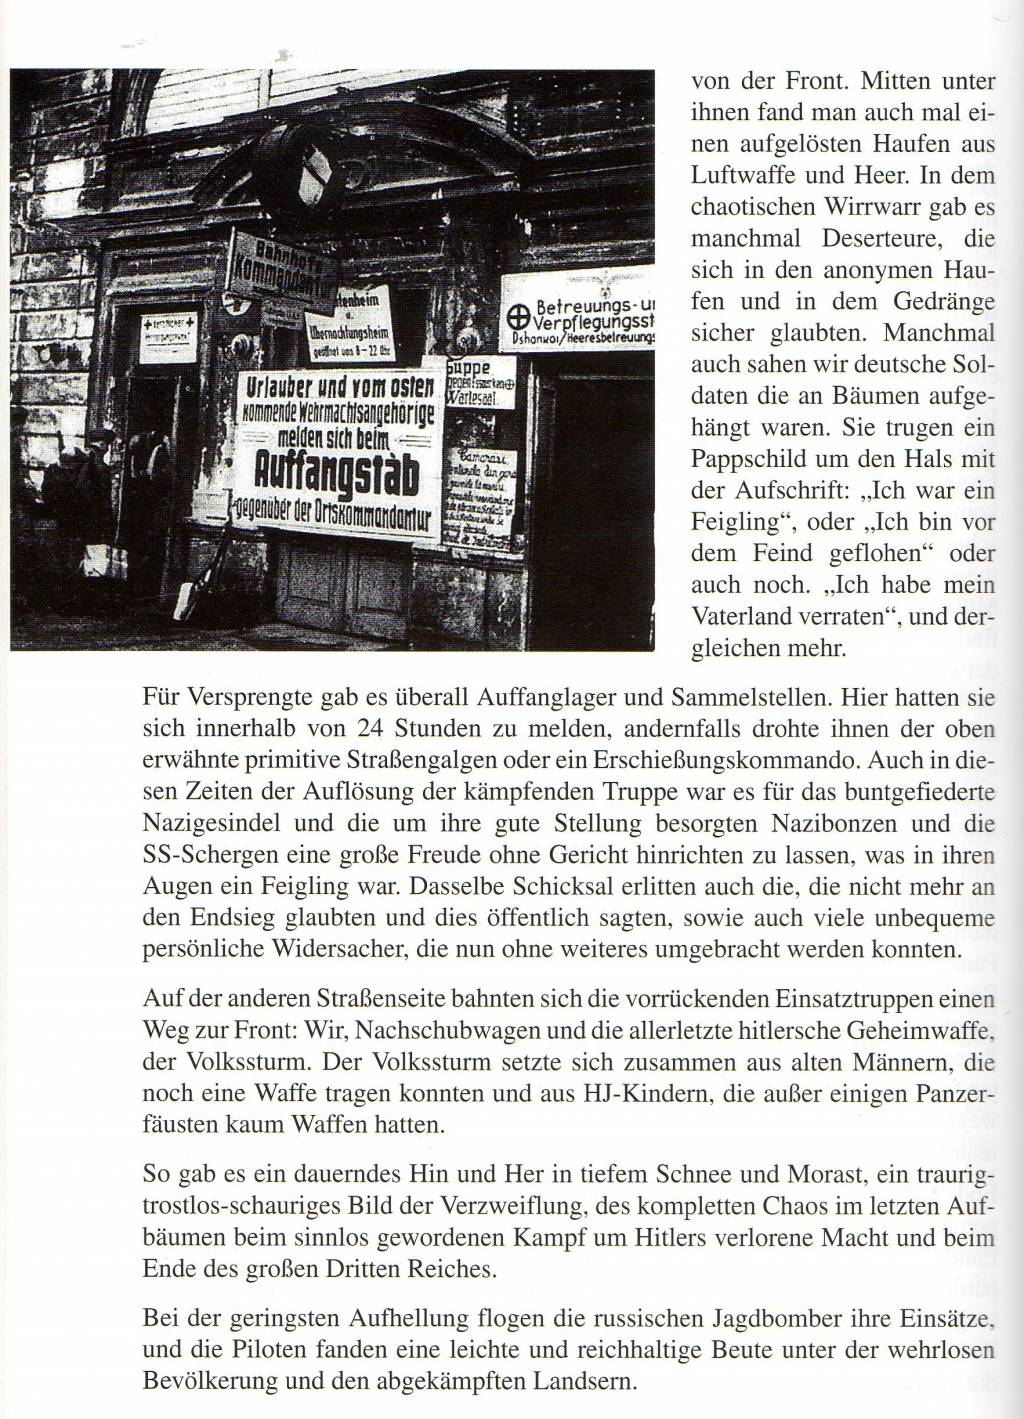 Bahnhofs
Kommandantur
Übernachtungsheim
geöffnet von 8 - 22 Uhr
Betreuungs- u
Verpflegungsst
Dshankoi/Heeresbetreuungs
Suppe
Wartesaal
Urlauber und vom osten
kommende Wehrmachtsangehörige
melden sich beim
Auffangstab
gegenüber der Ortskommandantur
von der Front. Mitten unter
ihnen fand man auch mal ei-
nen aufgelösten Haufen aus
Luftwaffe und Heer. In dem
chaotischen Wirrwarr gab es
manchmal Deserteure, die
sich in den anonymen Hau-
fen und in dem Gedränge
sicher glaubten. Manchmal
auch sahen wir deutsche Sol-
daten die an Bäumen aufge-
hängt waren. Sie trugen ein
Pappschild um den Hals mit
der Aufschrift: „Ich war ein
Feigling“, oder „Ich bin vor
dem Feind geflohen“ oder
auch noch. „Ich habe mein
Vaterland verraten“, und der-
gleichen mehr.
Für Versprengte gab es überall Auffanglager und Sammelstellen. Hier hatten sie
sich innerhalb von 24 Stunden zu melden, andernfalls drohte ihnen der oben
erwähnte primitive Straßengalgen oder ein Erschießungskommando. Auch in die-
sen Zeiten der Auflösung der kämpfenden Truppe war es für das buntgefiederte
Nazigesindel und die um ihre gute Stellung besorgten Nazibonzen und die
SS-Schergen eine große Freude ohne Gericht hinrichten zu lassen, was in ihren
Augen ein Feigling war. Dasselbe Schicksal erlitten auch die, die nicht mehr an
den Endsieg glaubten und dies öffentlich sagten, sowie auch viele unbequeme
persönliche Widersacher, die nun ohne weiteres umgebracht werden konnten.
Auf der anderen Straßenseite bahnten sich die vorrückenden Einsatztruppen einen
Weg zur Front: Wir, Nachschubwagen und die allerletzte hitlersche Geheimwaffe,
der Volkssturm. Der Volkssturm setzte sich zusammen aus alten Männern, die
noch eine Waffe tragen konnten und aus HJ-Kindern, die außer einigen Panzer-
fäusten kaum Waffen hatten.
So gab es ein dauerndes Hin und Her in tiefem Schnee und Morast, ein traurig-
trostlos-schauriges Bild der Verzweiflung, des kompletten Chaos im letzten Auf-
bäumen beim sinnlos gewordenen Kampf um Hitlers verlorene Macht und beim
Ende des großen Dritten Reiches.
Bei der geringsten Aufhellung flogen die russischen Jagdbomber ihre Einsätze,
und die Piloten fanden eine leichte und reichhaltige Beute unter der wehrlosen
Bevölkerung und den abgekämpften Landsern.